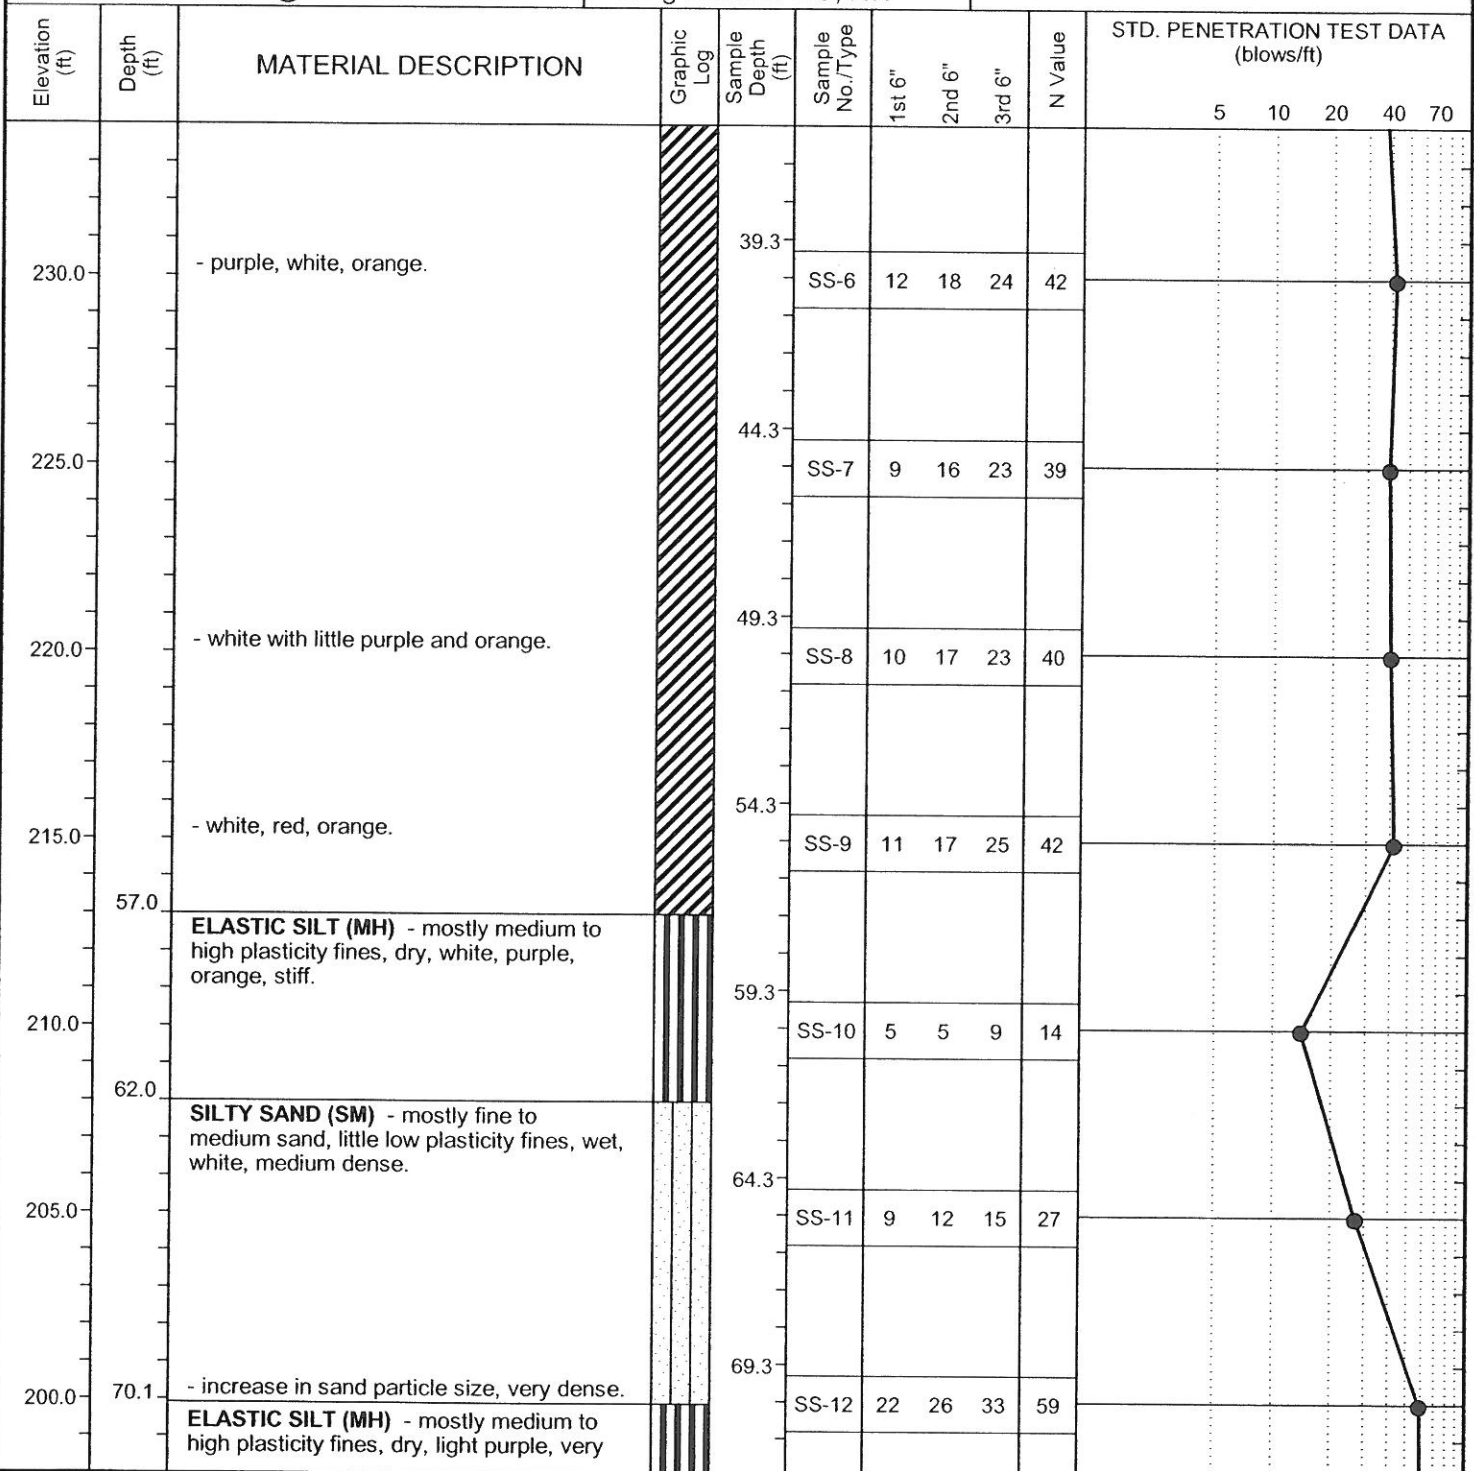 Elevation
(ft)
Depth
(ft)
MATERIAL DESCRIPTION
Graphic
Log
Sample
Depth
(ft)
Sample
No./Type
1st 6"
2nd 6"
3rd 6"
N Value
STD. PENETRATION TEST DATA
(blows/ft)
5 10 20 40 70
39.3
230.0 - purple, white, orange.
SS-6 12 18 24 42
44.3
225.0 SS-7 9 16 23 39
49.3
220.0 - white with little purple and orange.
SS-8 10 17 23 40
54.3
215.0 - white, red, orange.
SS-9 11 17 25 42
57.0
ELASTIC SILT (MH) - mostly medium to
high plasticity fines, dry, white, purple,
orange, stiff.
59.3
210.0 SS-10 5 5 9 14
62.0
SILTY SAND (SM) - mostly fine to
medium sand, little low plasticity fines, wet,
white, medium dense.
64.3
205.0 SS-11 9 12 15 27
69.3
200.0 70.1 - increase in sand particle size, very dense.
SS-12 22 26 33 59
ELASTIC SILT (MH) - mostly medium to
high plasticity fines, dry, light purple, very